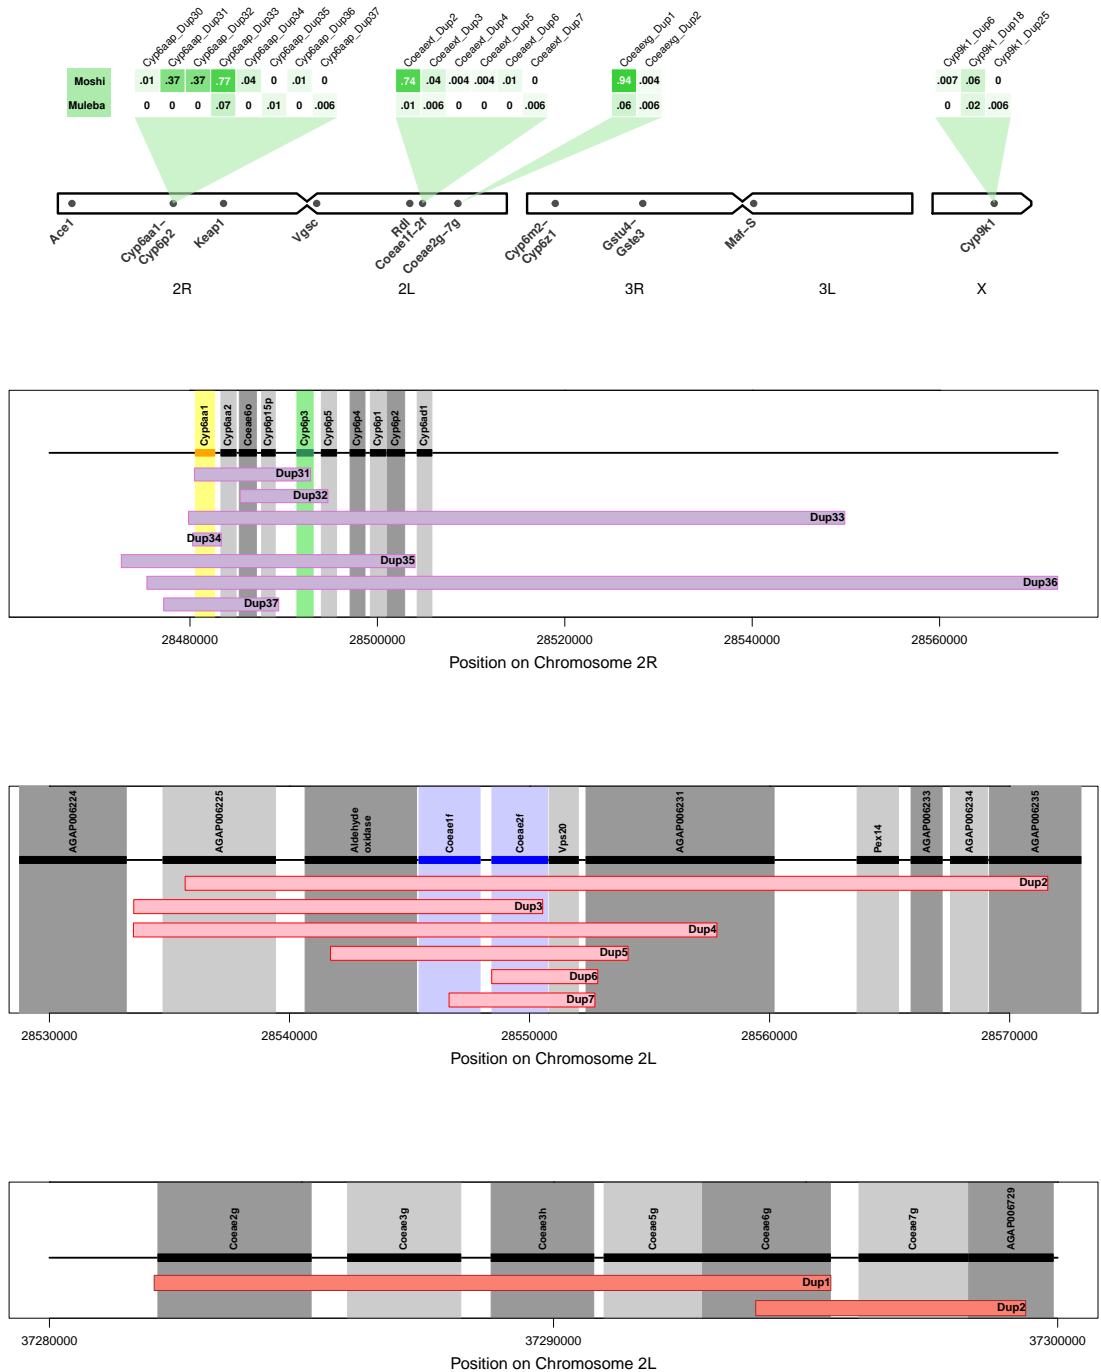 Cyp6aap_Dup30
Cyp6aap_Dup31
Cyp6aap_Dup32
Cyp6aap_Dup33
Cyp6aap_Dup34
Cyp6aap_Dup35
Cyp6aap_Dup36
Cyp6aap_Dup37
Coeaexf_Dup2
Coeaexf_Dup3
Coeaexf_Dup4
Coeaexf_Dup5
Coeaexf_Dup6
Coeaexf_Dup7
Coeaexg_Dup1
Coeaexg_Dup2
Cyp9k1_Dup6
Cyp9k1_Dup18
Cyp9k1_Dup25
Moshi .01 .37 .37 .77 .04 0 .01 0 .74 .04 .004 .004 .01 0 .94 .004 .007 .06 0
Muleba 0 0 0 .07 0 .01 0 .006 .01 .006 0 0 0 .006 .06 .006 0 .02 .006
Ace1
Cyp6aa1−
Cyp6p2
Keap1
Vgsc
Rdl
Coeae1f−2f
Coeae2g−7g
Cyp6m2−
Cyp6z1
Gstu4−
Gste3
Maf−S
Cyp9k1
2R 2L 3R 3L X
Cyp6aa1
Cyp6aa2
Coeae6o
Cyp6p15p
Cyp6p3
Cyp6p5
Cyp6p4
Cyp6p1
Cyp6p2
Cyp6ad1
Dup31
Dup32
Dup33
Dup34
Dup35
Dup36
Dup37
28480000 28500000 28520000 28540000 28560000
Position on Chromosome 2R
AGAP006224
AGAP006225
Aldehyde
oxidase
Coeae1f
Coeae2f
Vps20
AGAP006231
Pex14
AGAP006233
AGAP006234
AGAP006235
Dup2
Dup3
Dup4
Dup5
Dup6
Dup7
28530000 28540000 28550000 28560000 28570000
Position on Chromosome 2L
Coeae2g
Coeae3g
Coeae3h
Coeae5g
Coeae6g
Coeae7g
AGAP006729
Dup1
Dup2
37280000 37290000 37300000
Position on Chromosome 2L